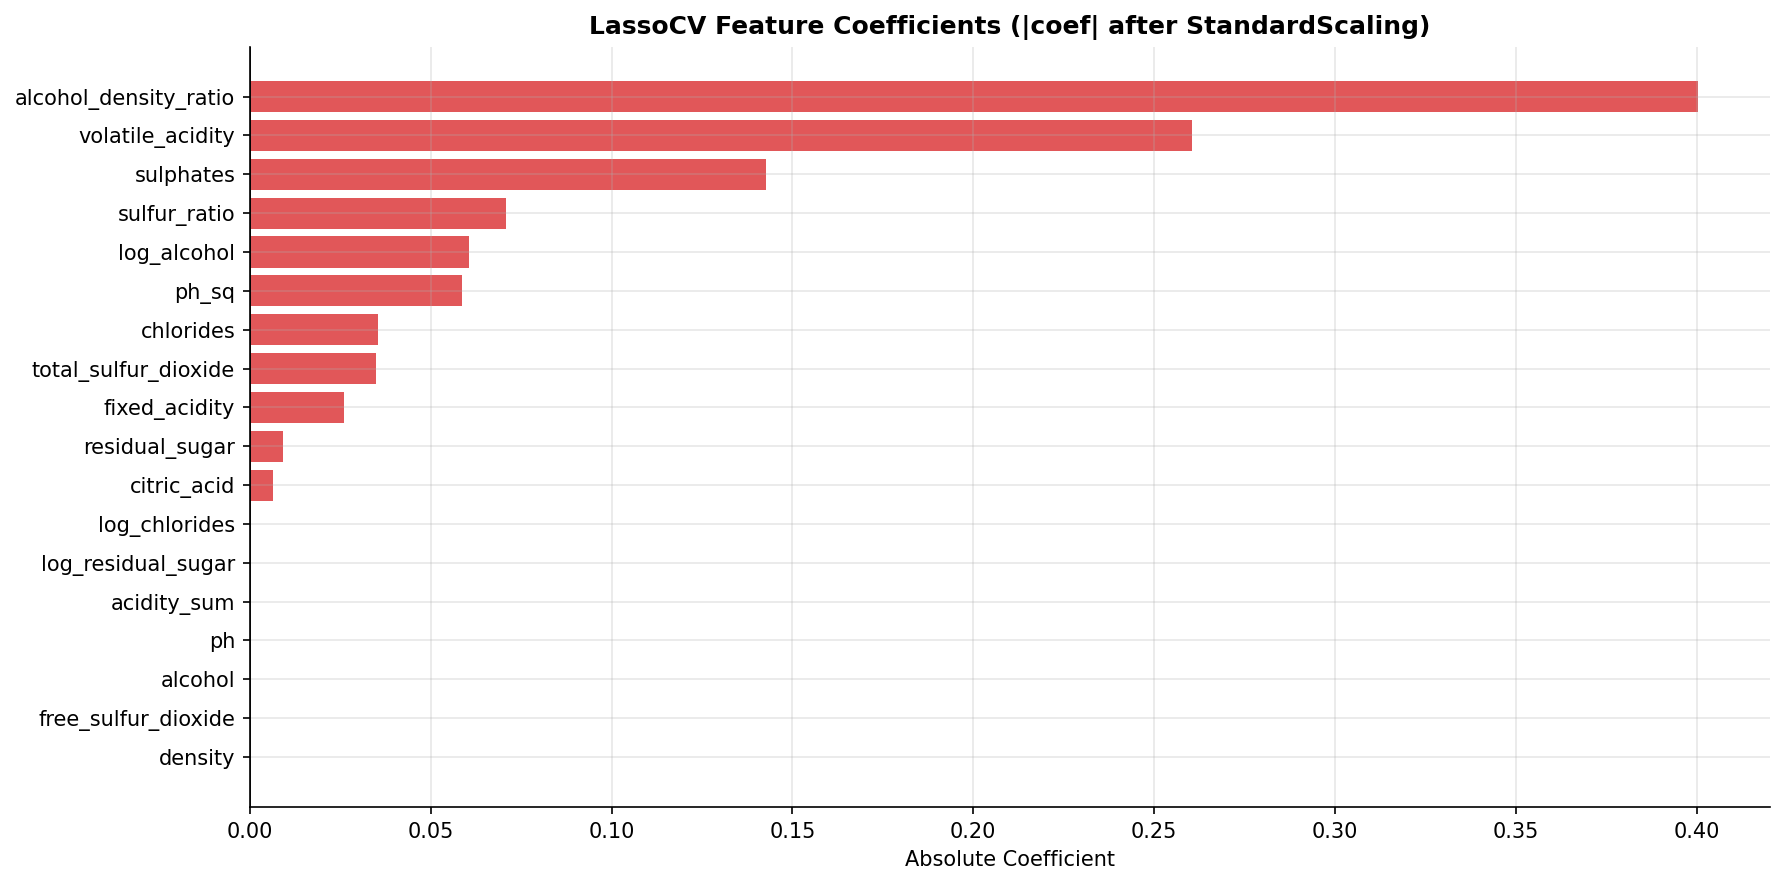 LassoCV Feature Coefficients (|coef| after StandardScaling)
alcohol_density_ratio
volatile_acidity
sulphates
sulfur_ratio
log_alcohol
ph_sq
chlorides
total_sulfur_dioxide
fixed_acidity
residual_sugar
citric_acid
log_chlorides
log_residual_sugar
acidity_sum
ph
alcohol
free_sulfur_dioxide
density
0.00 0.05 0.10 0.15 0.20 0.25 0.30 0.35 0.40
Absolute Coefficient